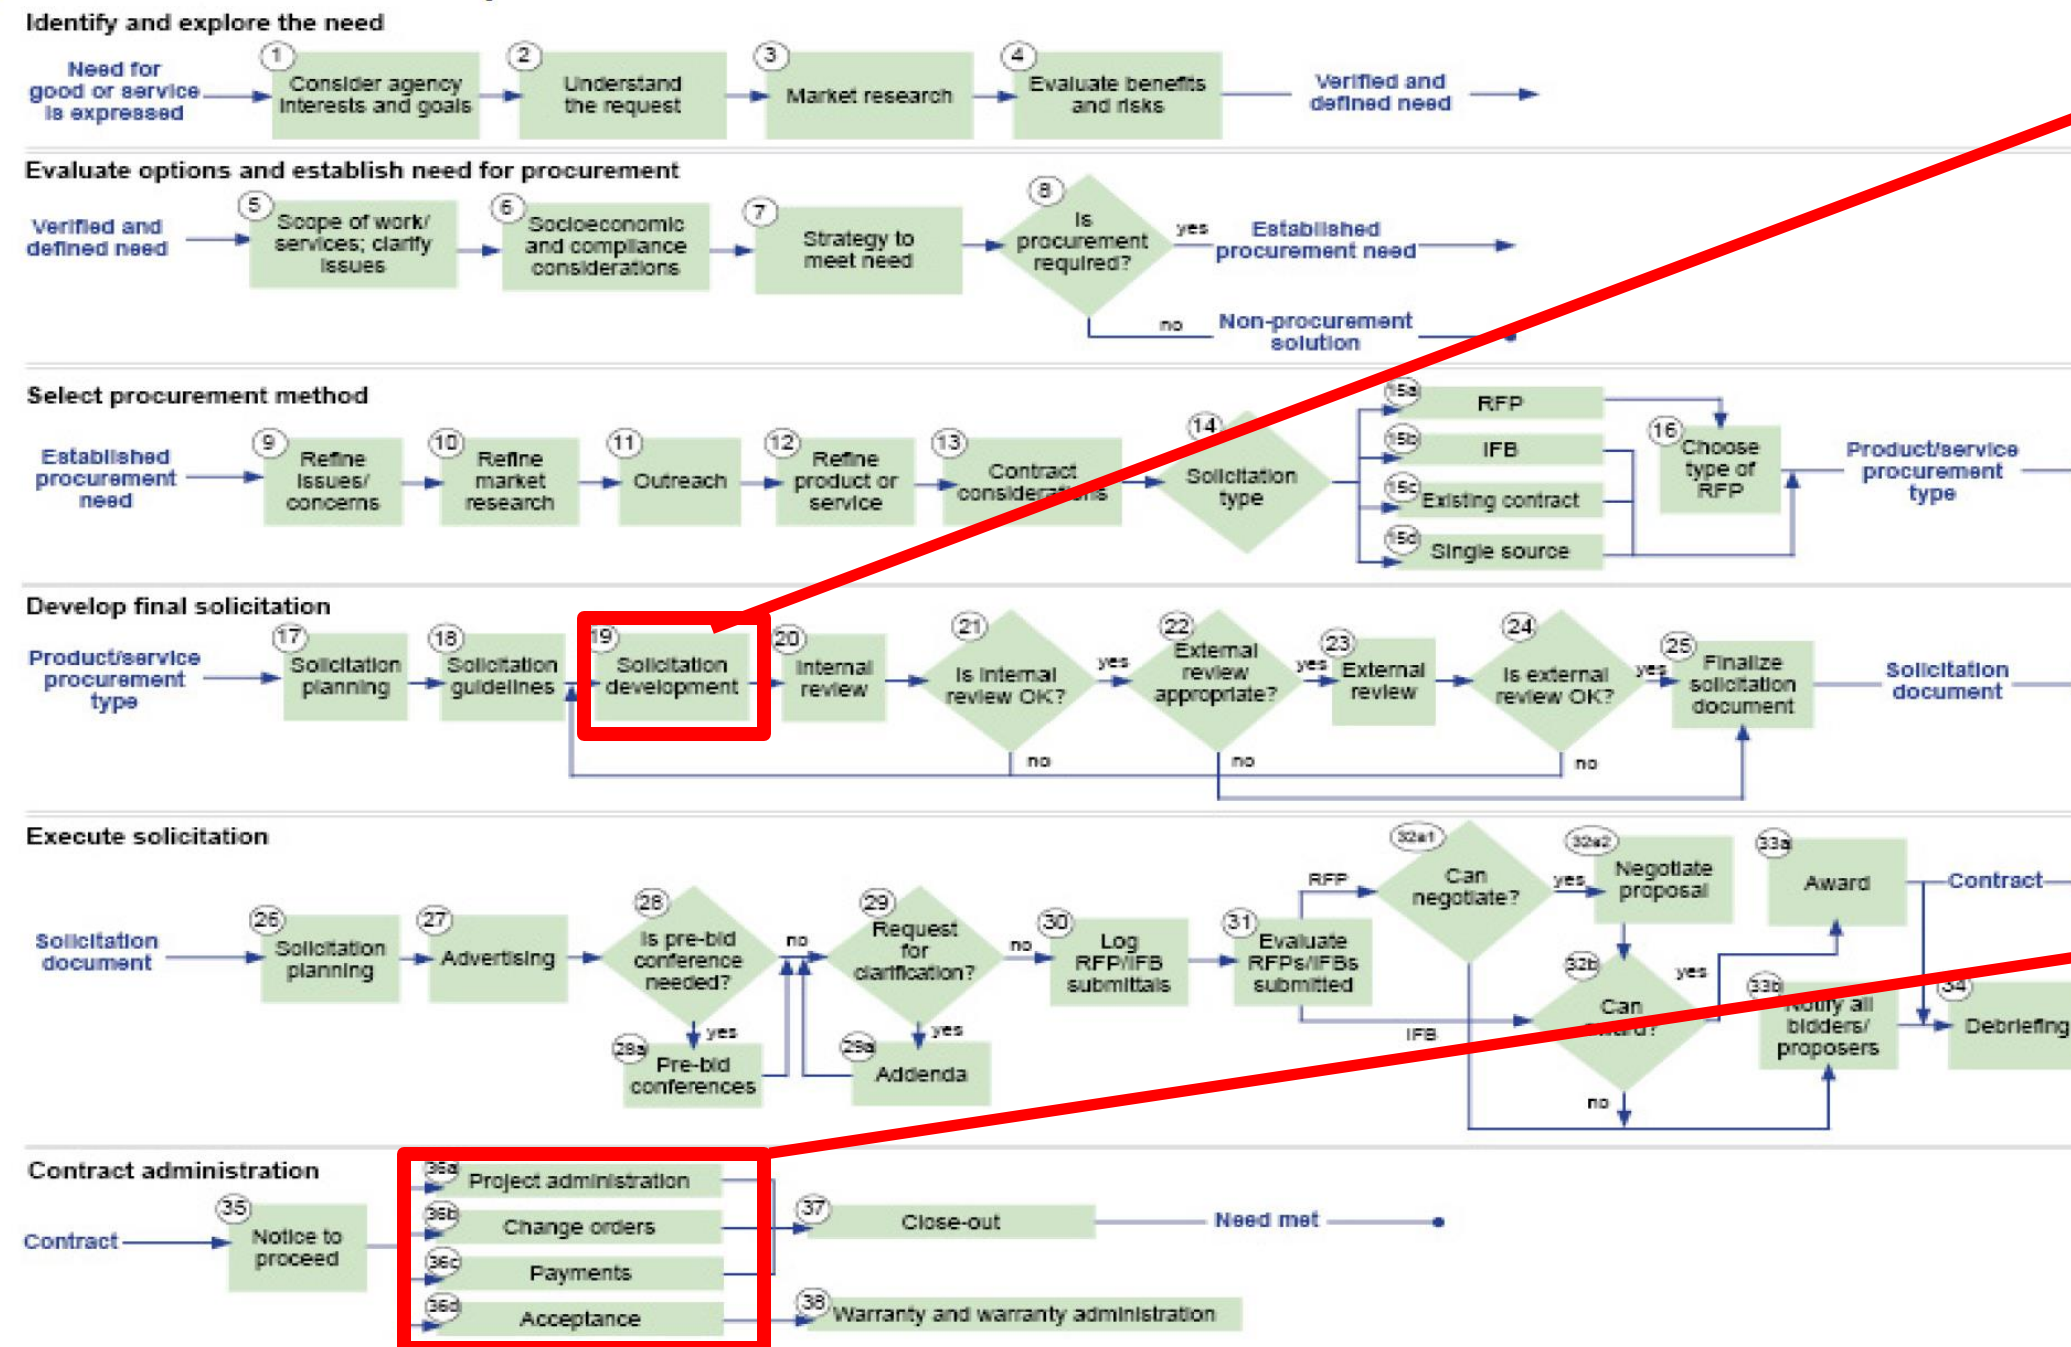 Identify and explore the need
Need for
good or service
is expressed
1
Consider agency
interests and goals
2
Understand
the request
3
Market research
4
Evaluate benefits
and risks
Verified and
defined need
Evaluate options and establish need for procurement
Verified and
defined need
5
Scope of work/
services; clarify
issues
6
Socioeconomic
and compliance
considerations
7
Strategy to
meet need
8
Is
procurement
required?
yes
Established
procurement need
no
Non-procurement
solution
Select procurement method
Established
procurement
need
9
Refine
issues/
concerns
10
Refine
market
research
11
Outreach
12
Refine
product or
service
13
Contract
considerations
14
Solicitation
type
15a
RFP
15b
IFB
15c
Existing contract
15d
Single source
16
Choose
type of
RFP
Product/service
procurement
type
Develop final solicitation
Product/service
procurement
type
17
Solicitation
planning
18
Solicitation
guidelines
19
Solicitation
development
20
Internal
review
21
Is internal
review OK?
yes
no
22
External
review
appropriate?
yes
no
23
External
review
24
Is external
review OK?
yes
no
25
Finalize
solicitation
document
Solicitation
document
Execute solicitation
Solicitation
document
26
Solicitation
planning
27
Advertising
28
Is pre-bid
conference
needed?
no
yes
28a
Pre-bid
conferences
29
Request
for
clarification?
no
yes
29a
Addenda
30
Log
RFP/IFB
submittals
31
Evaluate
RFPs/IFBs
submitted
RFP
IFB
32a1
Can
negotiate?
yes
32a2
Negotiate
proposal
32b
Can
award?
yes
no
33a
Award
Contract
33b
Notify all
bidders/
proposers
34
Debriefing
Contract administration
Contract
35
Notice to
proceed
36a
Project administration
36b
Change orders
36c
Payments
36d
Acceptance
37
Close-out
Need met
38
Warranty and warranty administration